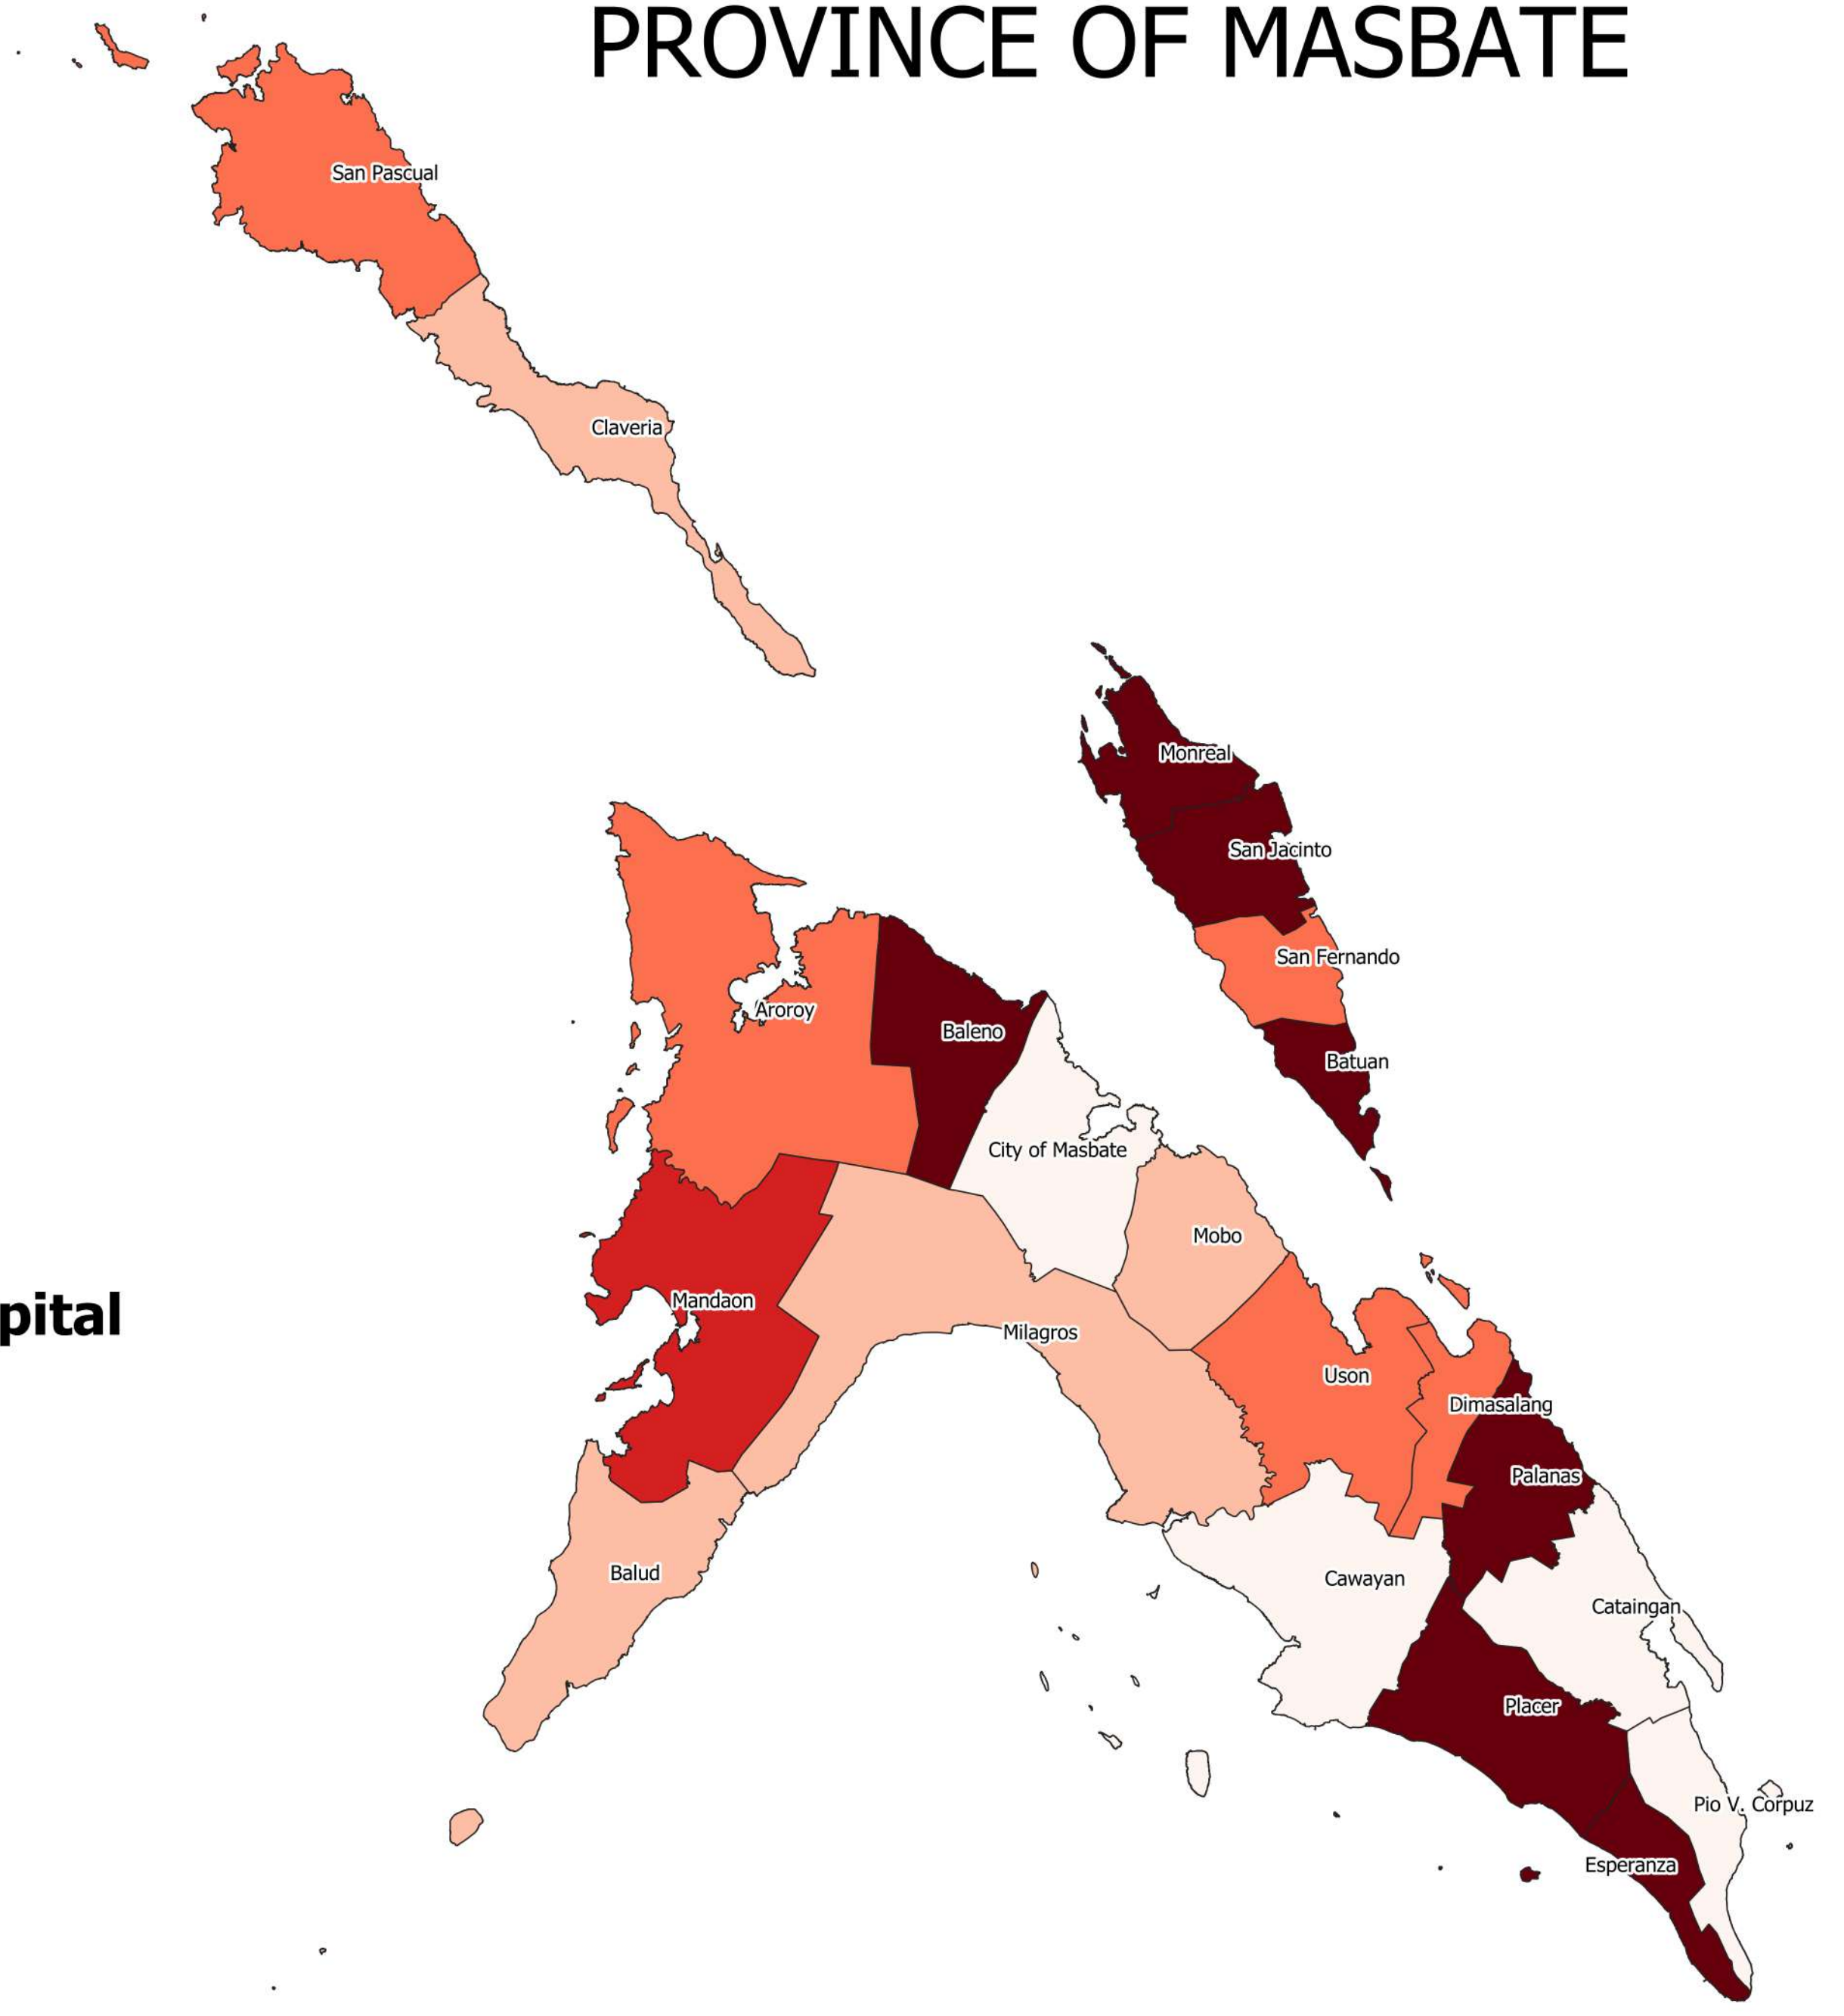 PROVINCE OF MASBATE
San Pascual
Claveria
Monreal
San Jacinto
San Fernando
Aroroy
Baleno
Batuan
City of Masbate
Mobo
pital
Mandaon
Milagros
Uson
Dimasalang
Palanas
Balud
Cawayan
Cataingan
Placer
Pio V. Corpuz
Esperanza